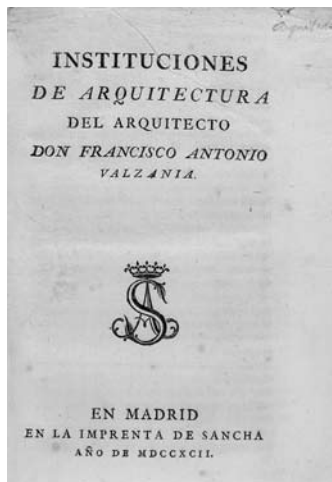 INSTITUCIONES
DE ARQUITECTURA
DEL ARQUITECTO
DON FRANCISCO ANTONIO
VALZANIA.
EN MADRID
EN LA IMPRENTA DE SANCHA
AÑO DE MDCCXCII.